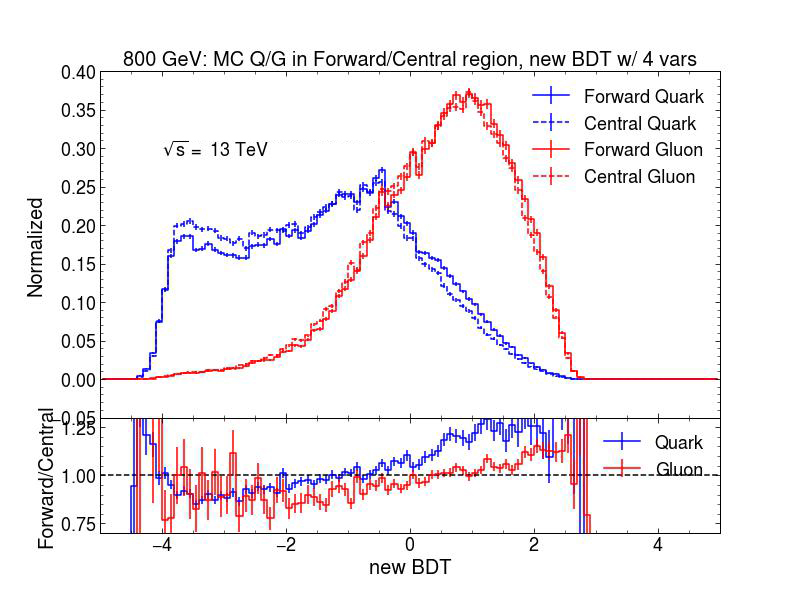 800 GeV: MC Q/G in Forward/Central region, new BDT w/ 4 vars
0.40
0.35
0.30
0.25
0.20
0.15
0.10
0.05
0.00
−0.05
Normalized
√s = 13 TeV
Forward Quark
Central Quark
Forward Gluon
Central Gluon
1.25
1.00
0.75
Forward/Central
Quark
Gluon
−4
−2
0
2
4
new BDT